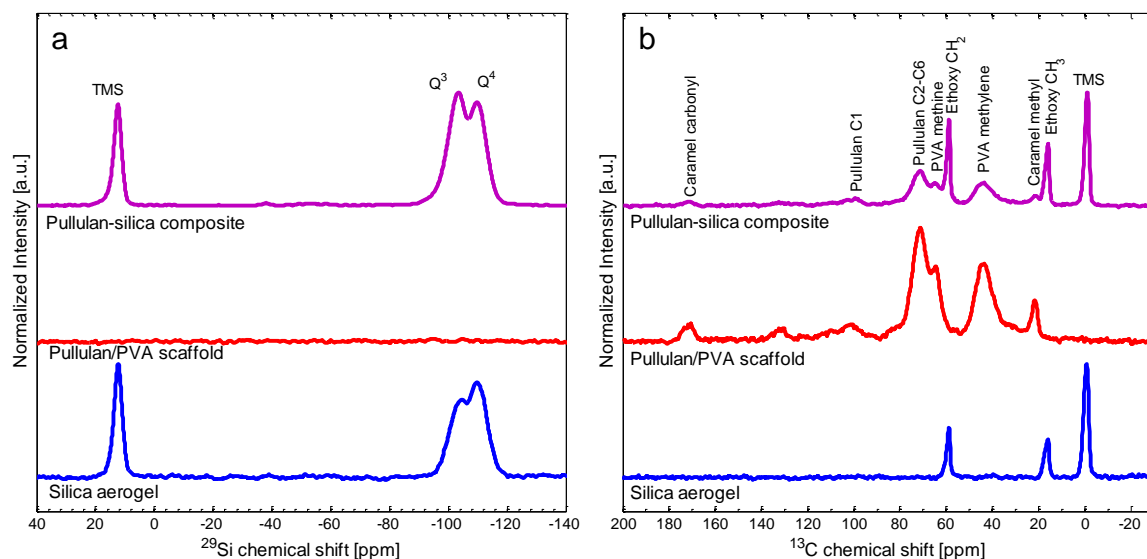 a
TMS
Q3
Q4
Normalized Intensity [a.u.]
Pullulan-silica composite
Pullulan/PVA scaffold
Silica aerogel
40 20 0 -20 -40 -60 -80 -100 -120 -140
29Si chemical shift [ppm]
b
Caramel carbonyl
Pullulan C1
Pullulan C2-C6
PVA methine
Ethoxy CH2
PVA methylene
Caramel methyl
Ethoxy CH3
TMS
Normalized Intensity [a.u.]
Pullulan-silica composite
Pullulan/PVA scaffold
Silica aerogel
200 180 160 140 120 100 80 60 40 20 0 -20
13C chemical shift [ppm]